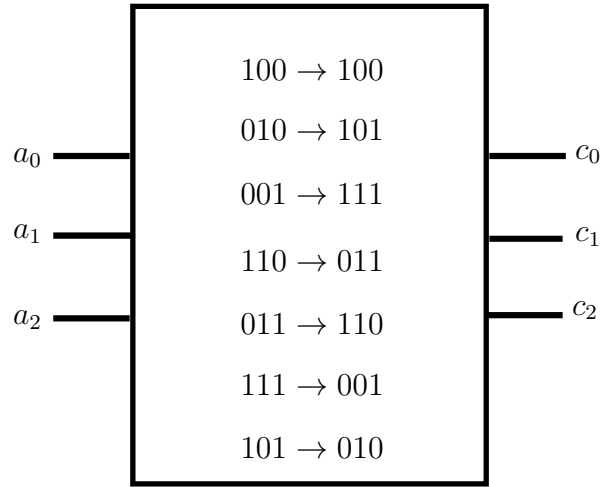 100 → 100
010 → 101
a₀ c₀
001 → 111
a₁ c₁
110 → 011
a₂ c₂
011 → 110
111 → 001
101 → 010